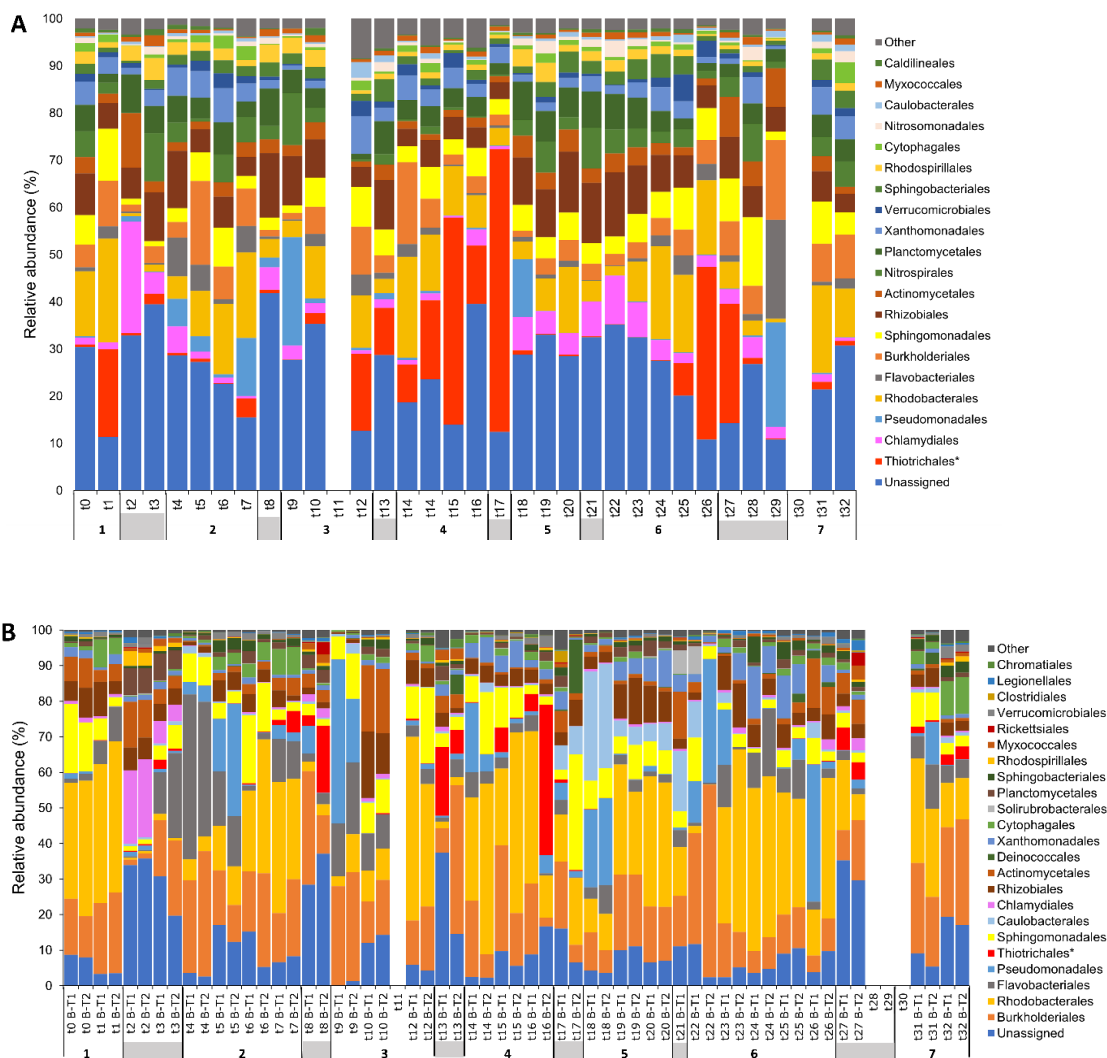 A
Relative abundance (%)
100
90
80
70
60
50
40
30
20
10
0
t0 t1 t2 t3 t4 t5 t6 t7 t8 t9 t10 t11 t12 t13 t14 t14 t15 t16 t17 t18 t19 t20 t21 t22 t23 t24 t25 t26 t27 t28 t29 t30 t31 t32
1 2 3 4 5 6 7
Other
Caldilineales
Myxococcales
Caulobacterales
Nitrosomonadales
Cytophagales
Rhodospirillales
Sphingobacteriales
Verrucomicrobiales
Xanthomonadales
Planctomycetales
Nitrospirales
Actinomycetales
Rhizobiales
Sphingomonadales
Burkholderiales
Flavobacteriales
Rhodobacterales
Pseudomonadales
Chlamydiales
Thiotrichales*
Unassigned
B
Relative abundance (%)
100
90
80
70
60
50
40
30
20
10
0
t0 B-T1 t0 B-T2 t1 B-T1 t1 B-T2 t2 B-T1 t2 B-T2 t3 B-T1 t3 B-T2 t4 B-T1 t4 B-T2 t5 B-T1 t5 B-T2 t6 B-T1 t6 B-T2 t7 B-T1 t7 B-T2 t8 B-T1 t8 B-T2 t9 B-T1 t9 B-T2 t10 B-T1 t10 B-T2 t11 t12 B-T1 t12 B-T2 t13 B-T1 t13 B-T2 t14 B-T1 t14 B-T2 t15 B-T1 t15 B-T2 t16 B-T1 t16 B-T2 t17 B-T1 t17 B-T2 t18 B-T1 t18 B-T2 t19 B-T1 t19 B-T2 t20 B-T1 t20 B-T2 t21 B-T1 t22 B-T1 t22 B-T2 t23 B-T1 t23 B-T2 t24 B-T1 t24 B-T2 t25 B-T1 t25 B-T2 t26 B-T1 t26 B-T2 t27 B-T1 t27 B-T2 t28 t29 t30 t31 B-T1 t31 B-T2 t32 B-T1 t32 B-T2
1 2 3 4 5 6 7
Other
Chromatiales
Legionellales
Clostridiales
Verrucomicrobiales
Rickettsiales
Myxococcales
Rhodospirillales
Sphingobacteriales
Planctomycetales
Solirubrobacterales
Cytophagales
Xanthomonadales
Deinococcales
Actinomycetales
Rhizobiales
Chlamydiales
Caulobacterales
Sphingomonadales
Thiotrichales*
Pseudomonadales
Flavobacteriales
Rhodobacterales
Burkholderiales
Unassigned